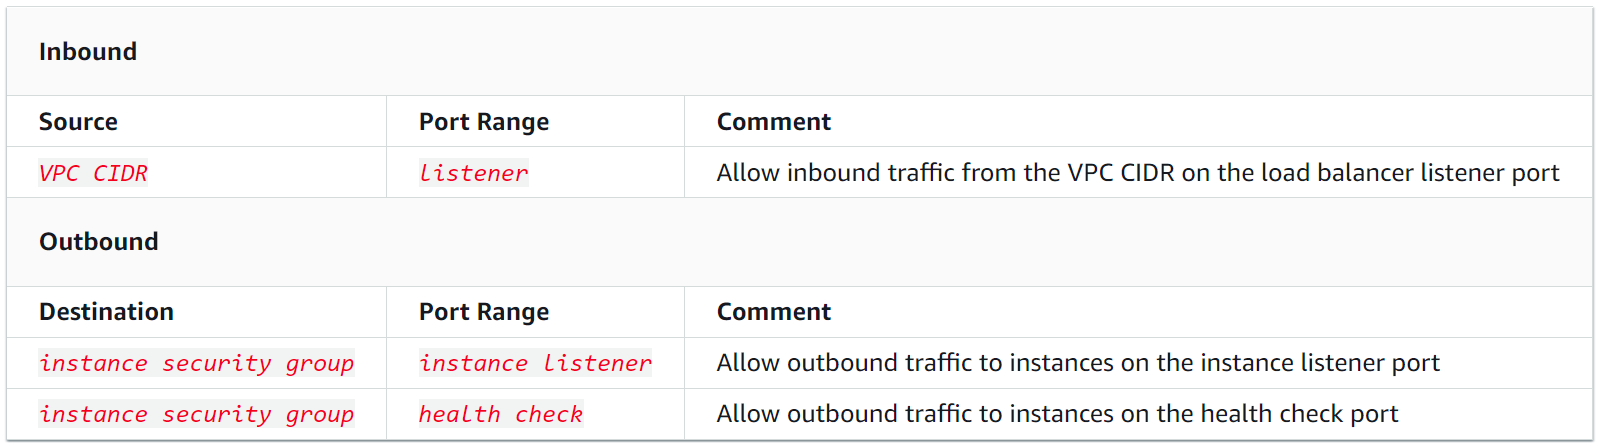 Inbound
Source Port Range Comment
VPC CIDR listener Allow inbound traffic from the VPC CIDR on the load balancer listener port
Outbound
Destination Port Range Comment
instance security group instance listener Allow outbound traffic to instances on the instance listener port
instance security group health check Allow outbound traffic to instances on the health check port